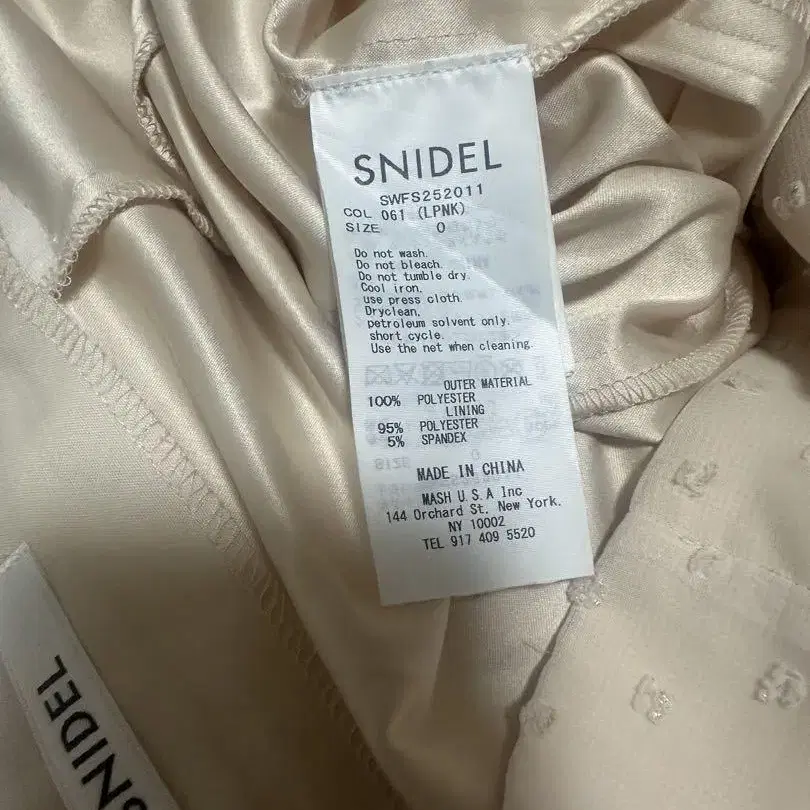 SNIDEL
SWFS252011
COL 061 (LPNK)
SIZE 0
Do not wash.
Do not bleach.
Do not tumble dry.
Cool iron.
use press cloth.
Dryclean,
petroleum solvent only.
short cycle.
Use the net when cleaning.
OUTER MATERIAL
100% POLYESTER
LINING
95% POLYESTER
5% SPANDEX
MADE IN CHINA
MASH U.S.A Inc
144 Orchard St. New York.
NY 10002
TEL 917 409 5520
SNIDEL
SNIDEL